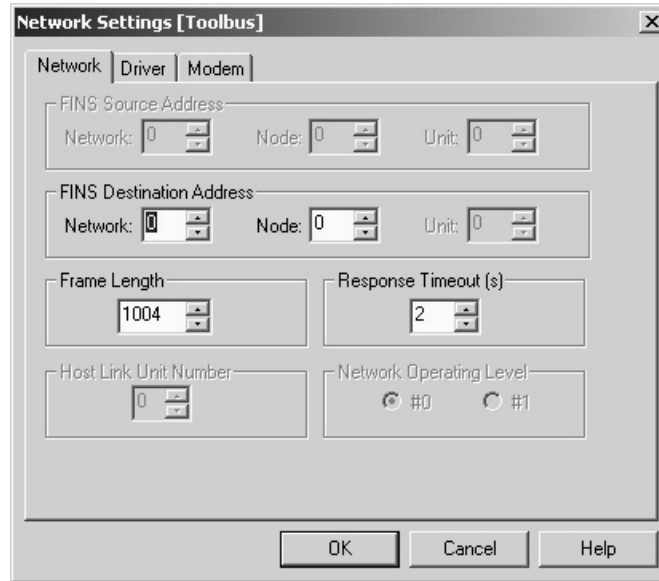 Network Settings [Toolbus]
Network Driver Modem
FINS Source Address
Network: 0 Node: 0 Unit: 0
FINS Destination Address
Network: 0 Node: 0 Unit: 0
Frame Length Response Timeout (s)
1004 2
Host Link Unit Number Network Operating Level
0 #0 #1
OK Cancel Help